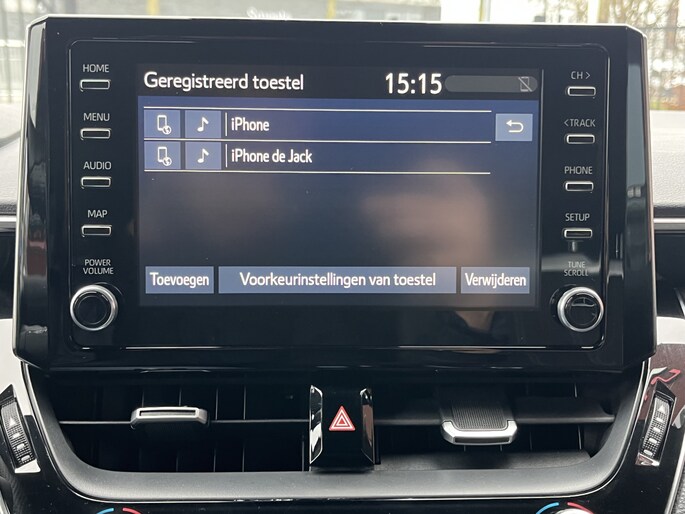 HOME
MENU
AUDIO
MAP
POWER
VOLUME
Geregistreerd toestel 15:15
iPhone
iPhone de Jack
Toevoegen Voorkeurinstellingen van toestel Verwijderen
CH >
<TRACK
PHONE
SETUP
TUNE
SCROLL